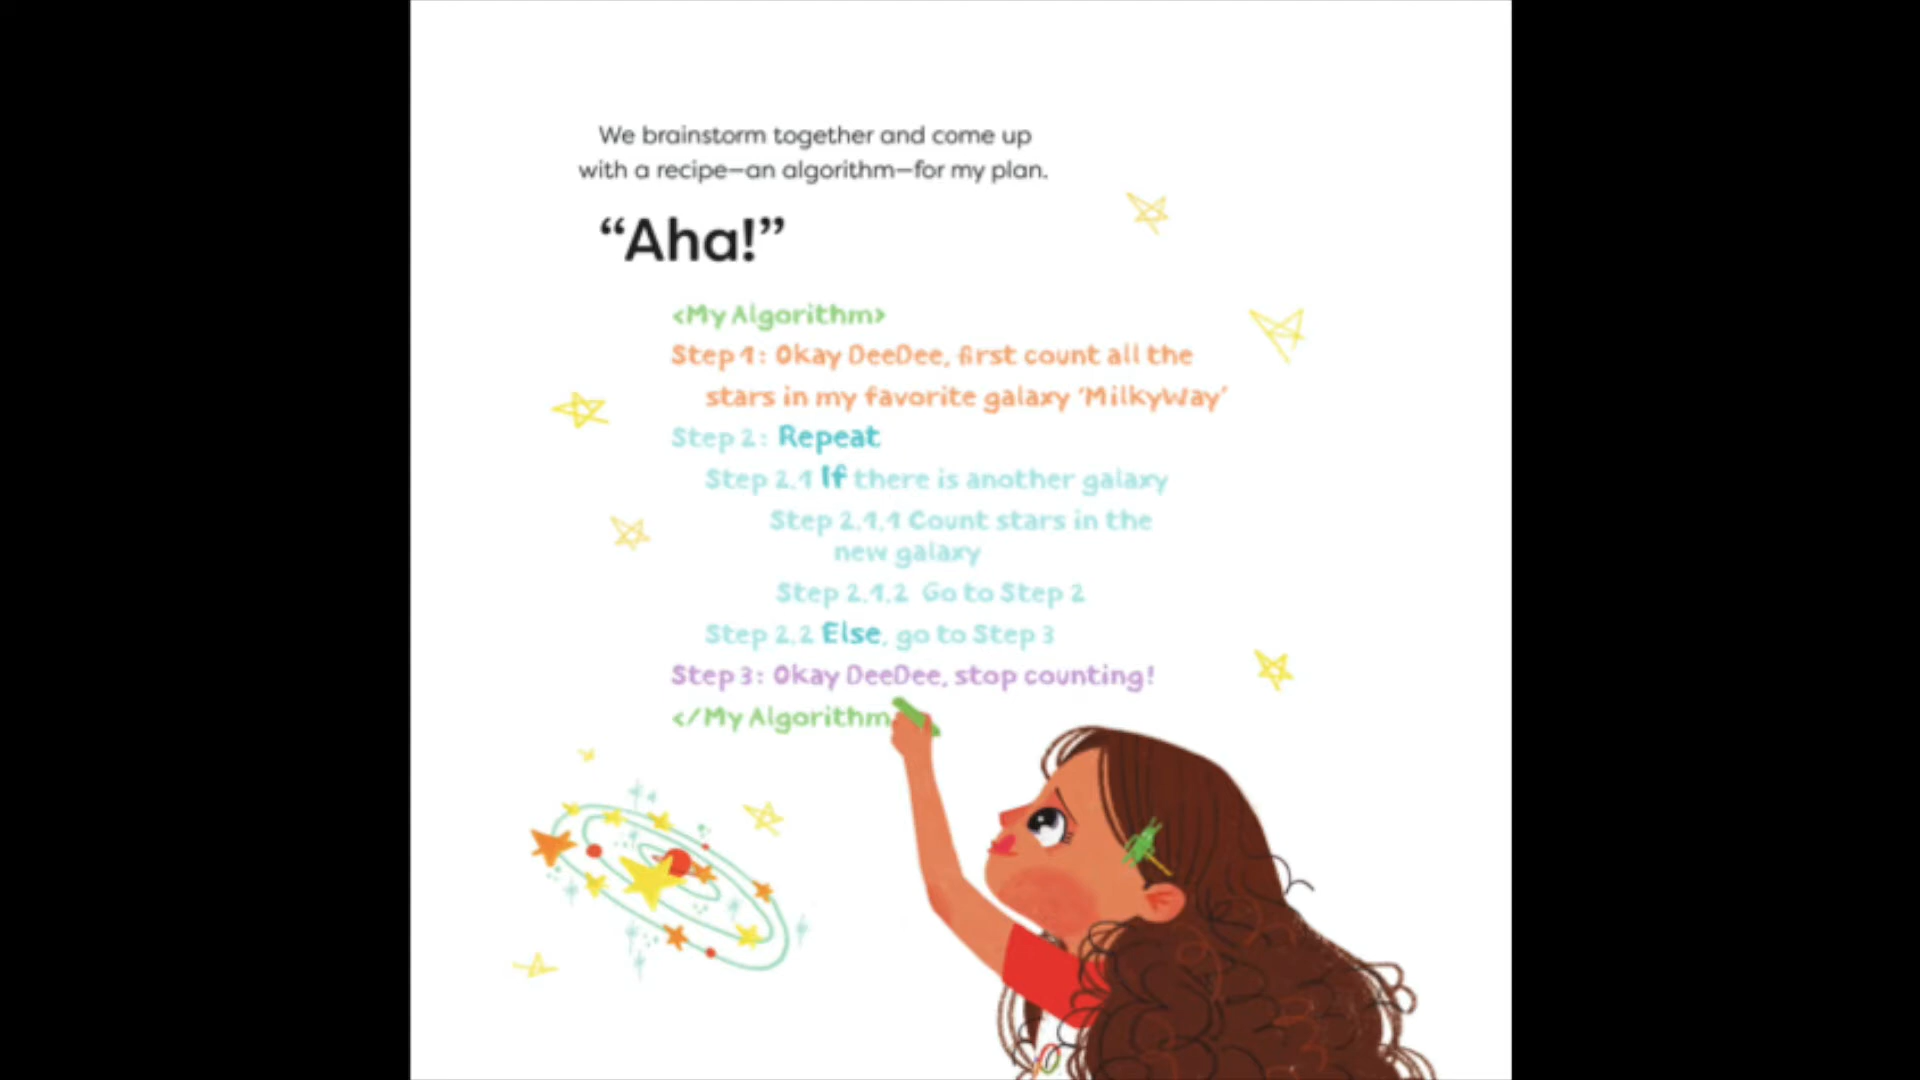 We brainstorm together and come up
with a recipe—an algorithm—for my plan.
“Aha!”
<My Algorithm>
Step 1: Okay DeeDee, first count all the
stars in my favorite galaxy ‘MilkyWay’
Step 2: Repeat
Step 2.1 If there is another galaxy
Step 2.1.1 Count stars in the
new galaxy
Step 2.1.2 Go to Step 2
Step 2.2 Else, go to Step 3
Step 3: Okay DeeDee, stop counting!
</My Algorithm